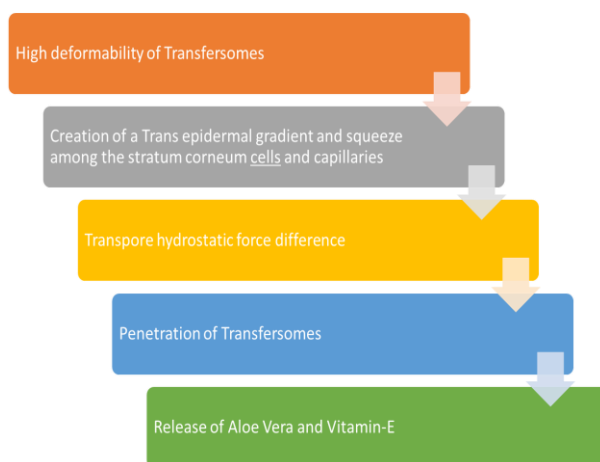 High deformability of Transfersomes
Creation of a Trans epidermal gradient and squeeze
among the stratum corneum cells and capillaries
Transpore hydrostatic force difference
Penetration of Transfersomes
Release of Aloe Vera and Vitamin-E